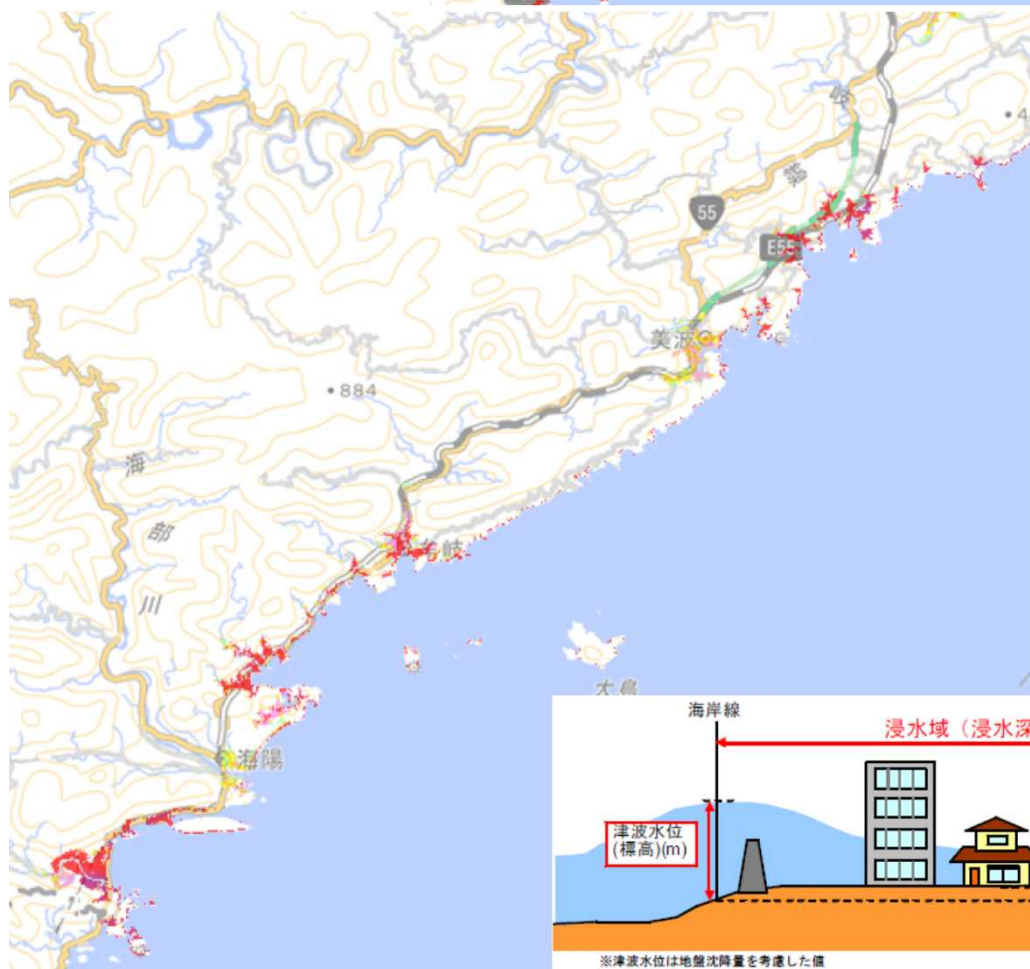 • 4
55
E55
美波
• 884
海
部
川
牟岐
大島
海陽
海岸線
浸水域（浸水深
津波水位
(標高)(m)
※津波水位は地盤沈降量を考慮した値